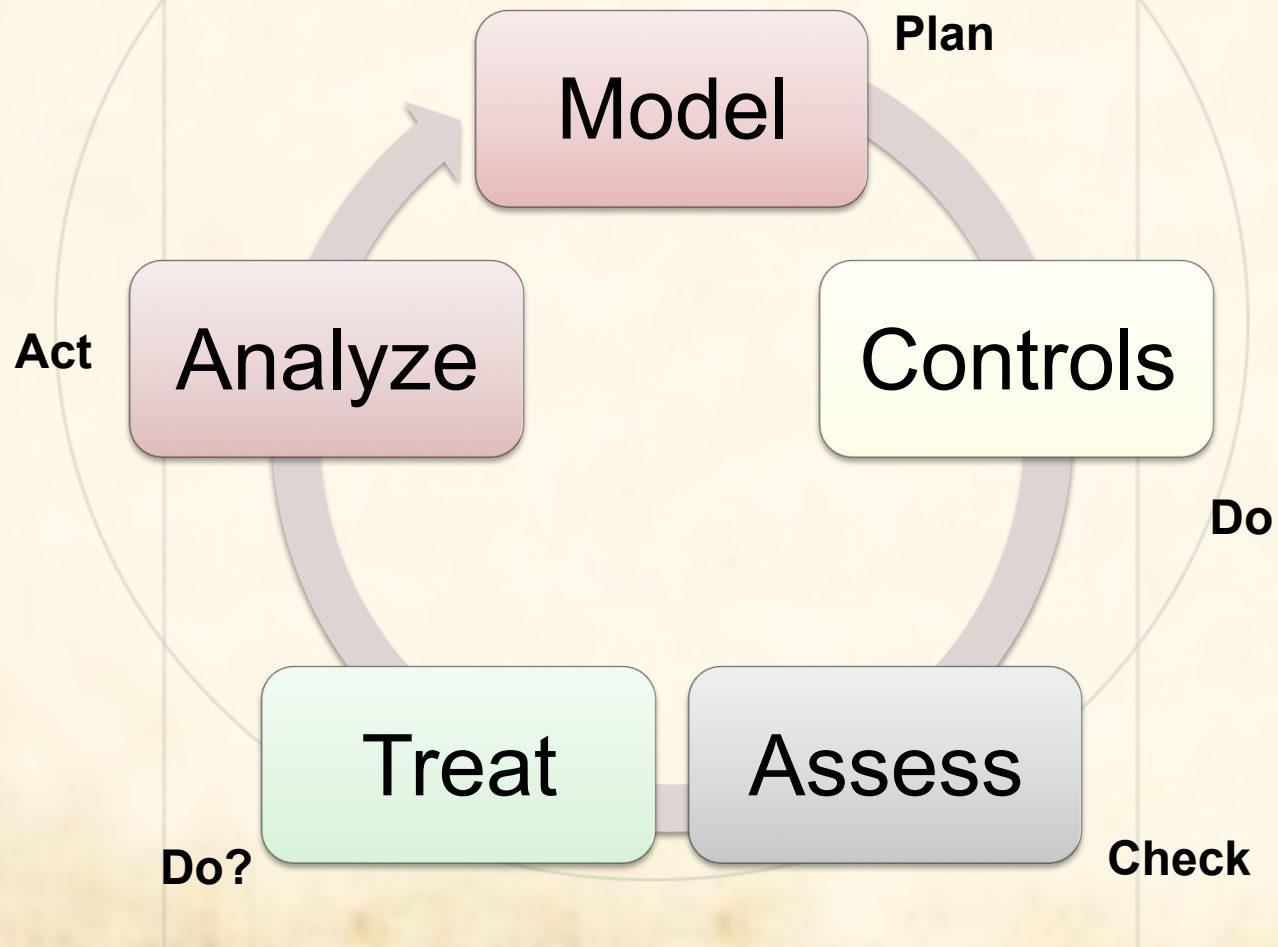 Plan
Model
Controls
Do
Assess
Check
Treat
Do?
Analyze
Act